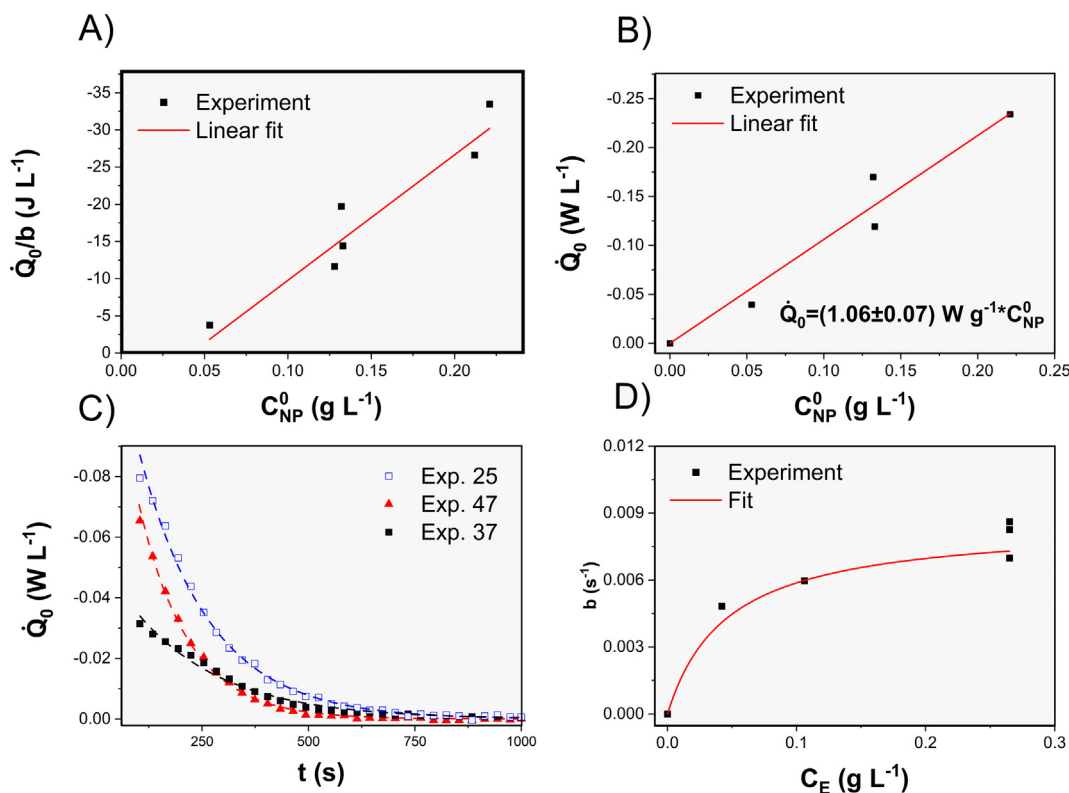 A)
-35
-30
-25
-20
-15
-10
-5
0
0.00 0.05 0.10 0.15 0.20
Q̇₀/b (J L⁻¹)
C⁰NP (g L⁻¹)
Experiment
Linear fit
B)
-0.25
-0.20
-0.15
-0.10
-0.05
0.00
0.00 0.05 0.10 0.15 0.20 0.25
Q̇₀ (W L⁻¹)
C⁰NP (g L⁻¹)
Experiment
Linear fit
Q̇₀=(1.06±0.07) W g⁻¹*C⁰NP
C)
-0.08
-0.06
-0.04
-0.02
0.00
250 500 750 1000
Q̇₀ (W L⁻¹)
t (s)
Exp. 25
Exp. 47
Exp. 37
D)
0.012
0.009
0.006
0.003
0.000
0.0 0.1 0.2 0.3
b (s⁻¹)
C_E (g L⁻¹)
Experiment
Fit